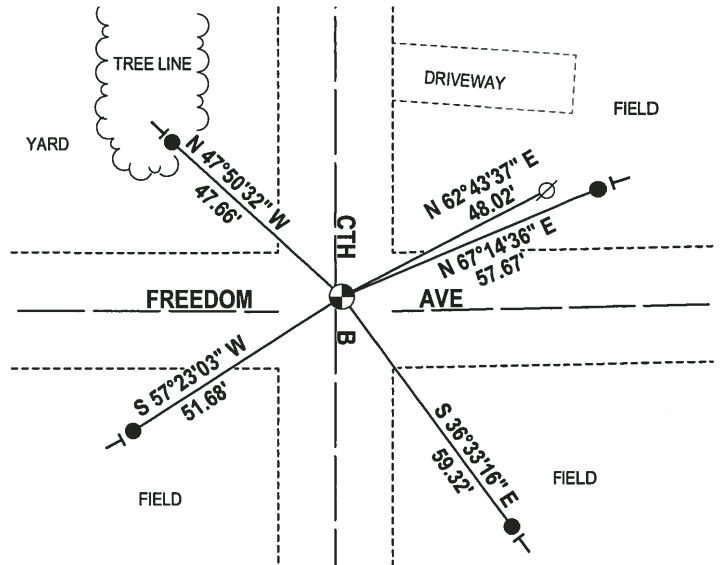 TREE LINE
DRIVEWAY
FIELD
YARD
N 47°50'32" W
47.66'
N 62°43'37" E
48.02'
N 67°14'36" E
57.67'
CTH
B
FREEDOM AVE
S 57°23'03" W
51.68'
S 36°33'16" E
59.32'
FIELD
FIELD